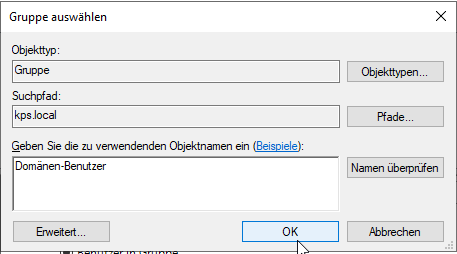 Gruppe auswählen
Objekttyp:
Gruppe
Objekttypen...
Suchpfad:
kps.local
Pfade...
Geben Sie die zu verwendenden Objektnamen ein (Beispiele):
Domänen-Benutzer
Namen überprüfen
Erweitert...
OK
Abbrechen
Benutzer in Gruppe